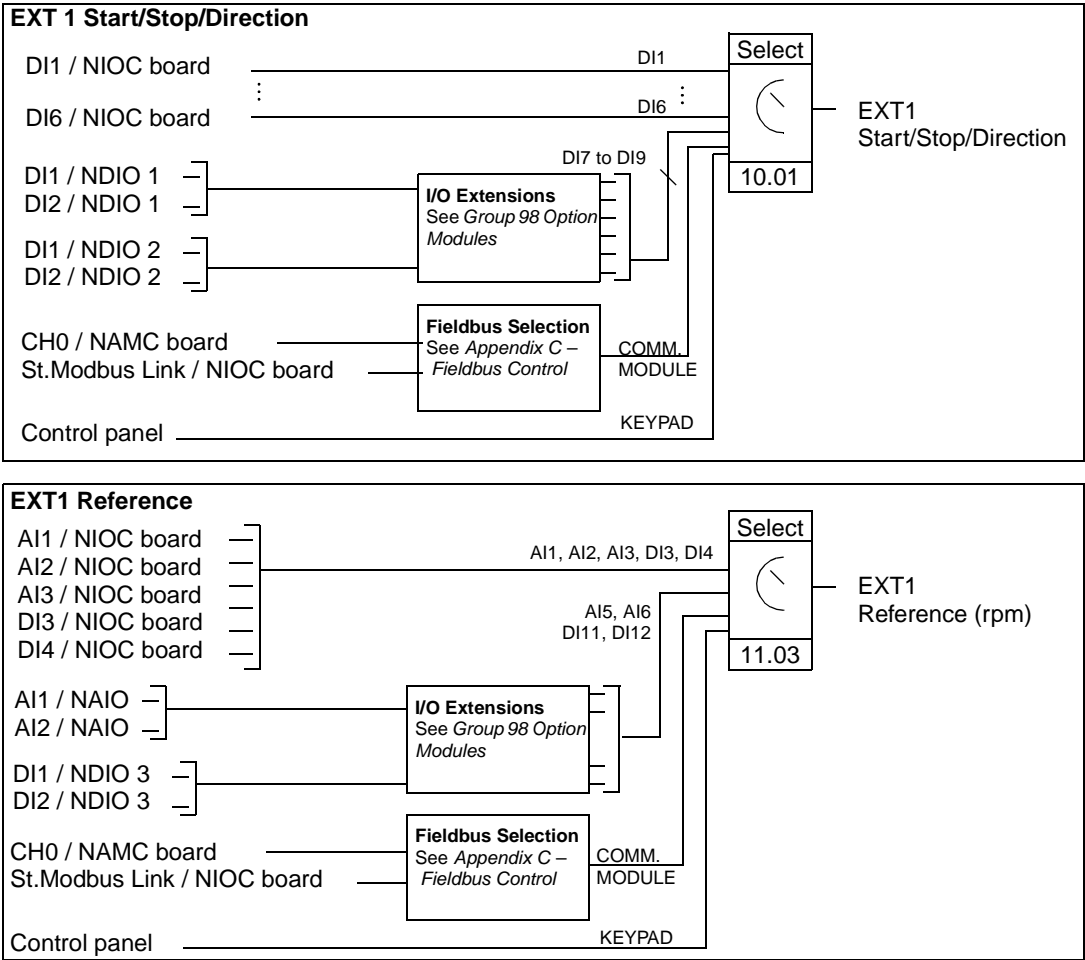 EXT 1 Start/Stop/Direction
DI1 / NIOC board
DI1
Select
DI6 / NIOC board
DI6
EXT1
Start/Stop/Direction
DI7 to DI9
10.01
DI1 / NDIO 1
DI2 / NDIO 1
I/O Extensions
See Group 98 Option
Modules
DI1 / NDIO 2
DI2 / NDIO 2
CH0 / NAMC board
St.Modbus Link / NIOC board
Fieldbus Selection
See Appendix C –
Fieldbus Control
COMM.
MODULE
Control panel
KEYPAD
EXT1 Reference
AI1 / NIOC board
AI2 / NIOC board
AI3 / NIOC board
DI3 / NIOC board
DI4 / NIOC board
AI1, AI2, AI3, DI3, DI4
Select
EXT1
Reference (rpm)
AI5, AI6
DI11, DI12
11.03
AI1 / NAIO
AI2 / NAIO
I/O Extensions
See Group 98 Option
Modules
DI1 / NDIO 3
DI2 / NDIO 3
CH0 / NAMC board
St.Modbus Link / NIOC board
Fieldbus Selection
See Appendix C –
Fieldbus Control
COMM.
MODULE
Control panel
KEYPAD